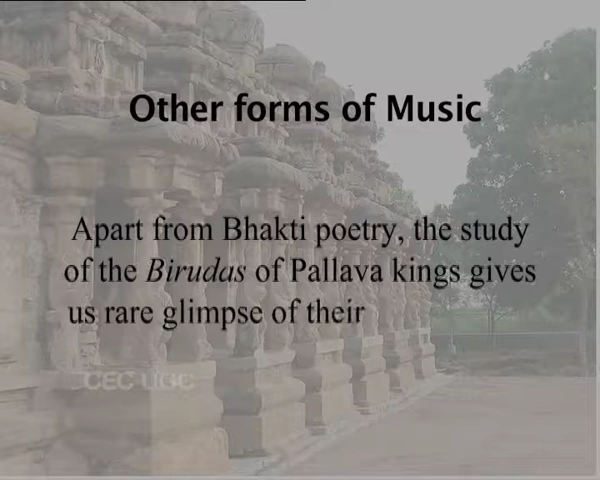 Other forms of Music
Apart from Bhakti poetry, the study
of the Birudas of Pallava kings gives
us rare glimpse of their
CEC UGC